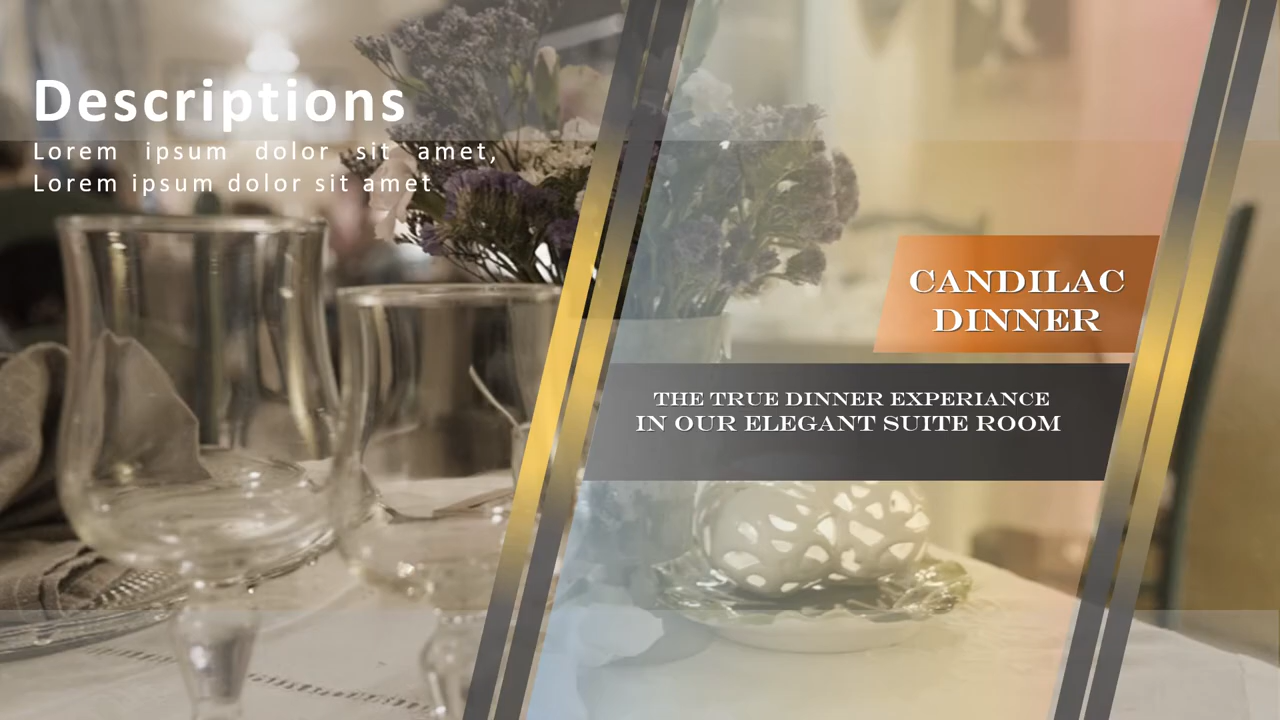 Descriptions
Lorem ipsum dolor sit amet,
Lorem ipsum dolor sit amet
CANDILAC
DINNER
THE TRUE DINNER EXPERIANCE
IN OUR ELEGANT SUITE ROOM